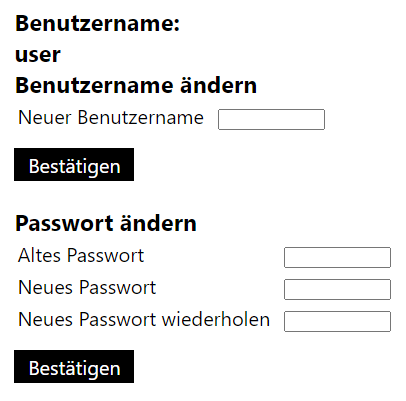 Benutzername:
user
Benutzername ändern
Neuer Benutzername
Bestätigen
Passwort ändern
Altes Passwort
Neues Passwort
Neues Passwort wiederholen
Bestätigen